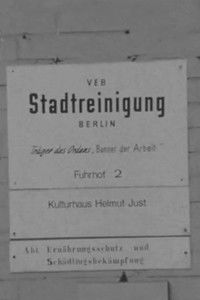 VEB
Stadtreinigung
BERLIN
Träger des Ordens „Banner der Arbeit“
Fuhrhof 2
Kulturhaus Helmut Just
Abt. Ernährungsschutz und
Schädlingsbekämpfung